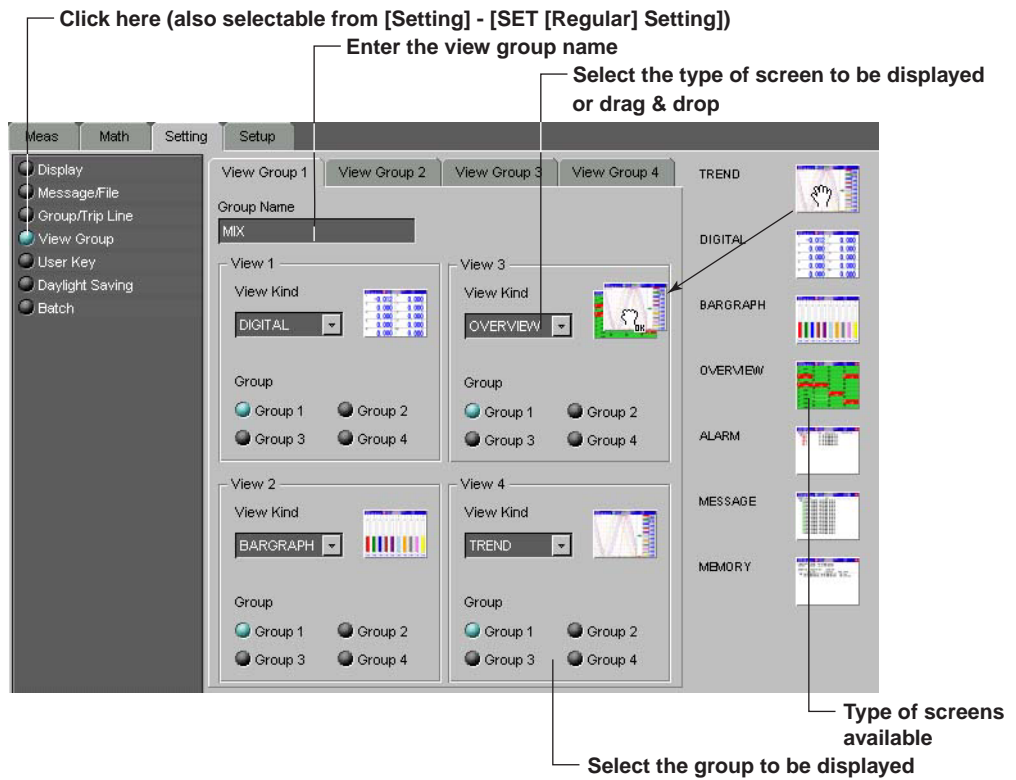 Click here (also selectable from [Setting] - [SET [Regular] Setting])
Enter the view group name
Select the type of screen to be displayed
or drag & drop
Meas Math Setting Setup
Display
Message/File
Group/Trip Line
View Group
User Key
Daylight Saving
Batch
View Group 1 View Group 2 View Group 3 View Group 4
Group Name
MIX
View 1
View Kind
DIGITAL
Group
Group 1 Group 2
Group 3 Group 4
View 3
View Kind
OVERVIEW
OK
Group
Group 1 Group 2
Group 3 Group 4
View 2
View Kind
BARGRAPH
Group
Group 1 Group 2
Group 3 Group 4
View 4
View Kind
TREND
Group
Group 1 Group 2
Group 3 Group 4
TREND
DIGITAL
BARGRAPH
OVERVIEW
ALARM
MESSAGE
MEMORY
Type of screens
available
Select the group to be displayed